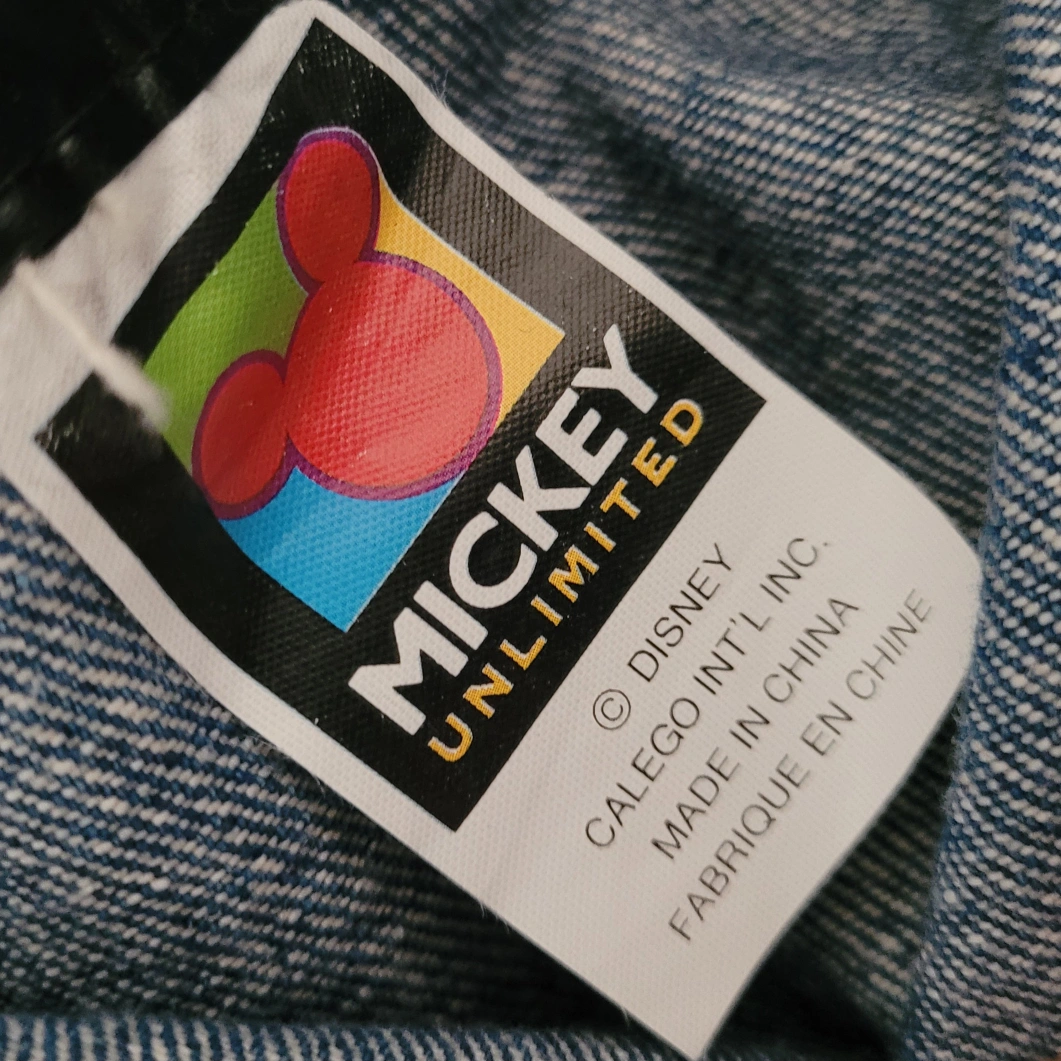 MICKEY
UNLIMITED
© DISNEY
CALEGO INT'L INC.
MADE IN CHINA
FABRIQUE EN CHINE